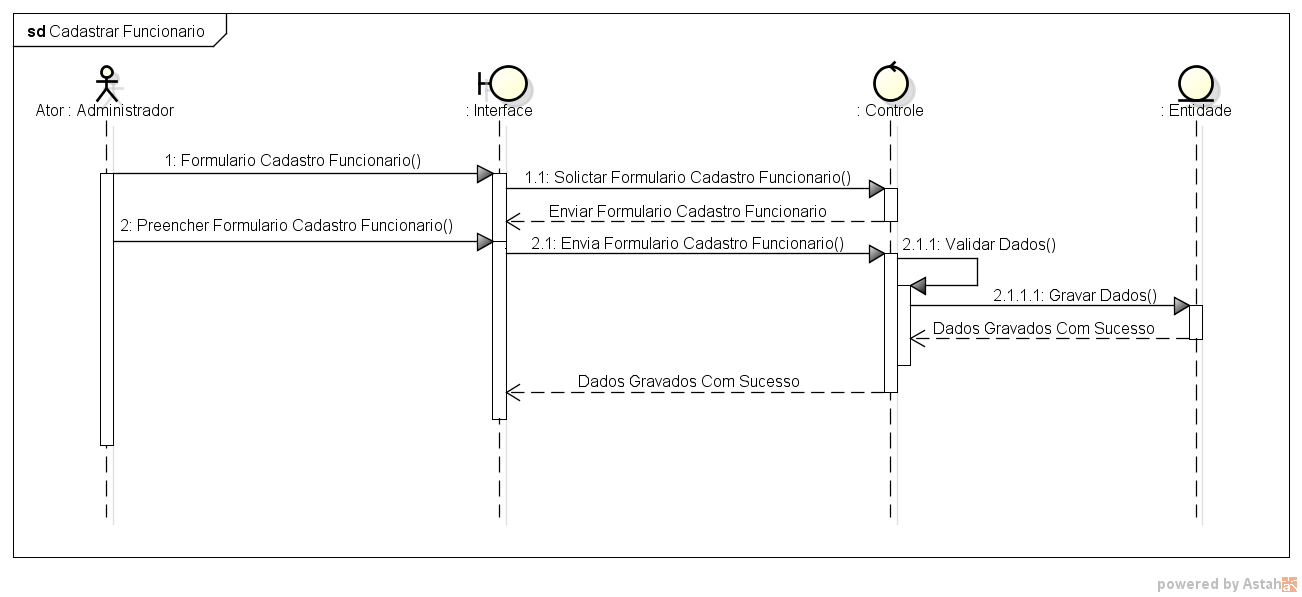 sd Cadastrar Funcionario
Ator : Administrador
: Interface
: Controle
: Entidade
1: Formulario Cadastro Funcionario()
1.1: Solictar Formulario Cadastro Funcionario()
Enviar Formulario Cadastro Funcionario
2: Preencher Formulario Cadastro Funcionario()
2.1: Envia Formulario Cadastro Funcionario()
2.1.1: Validar Dados()
2.1.1.1: Gravar Dados()
Dados Gravados Com Sucesso
Dados Gravados Com Sucesso
powered by Astah